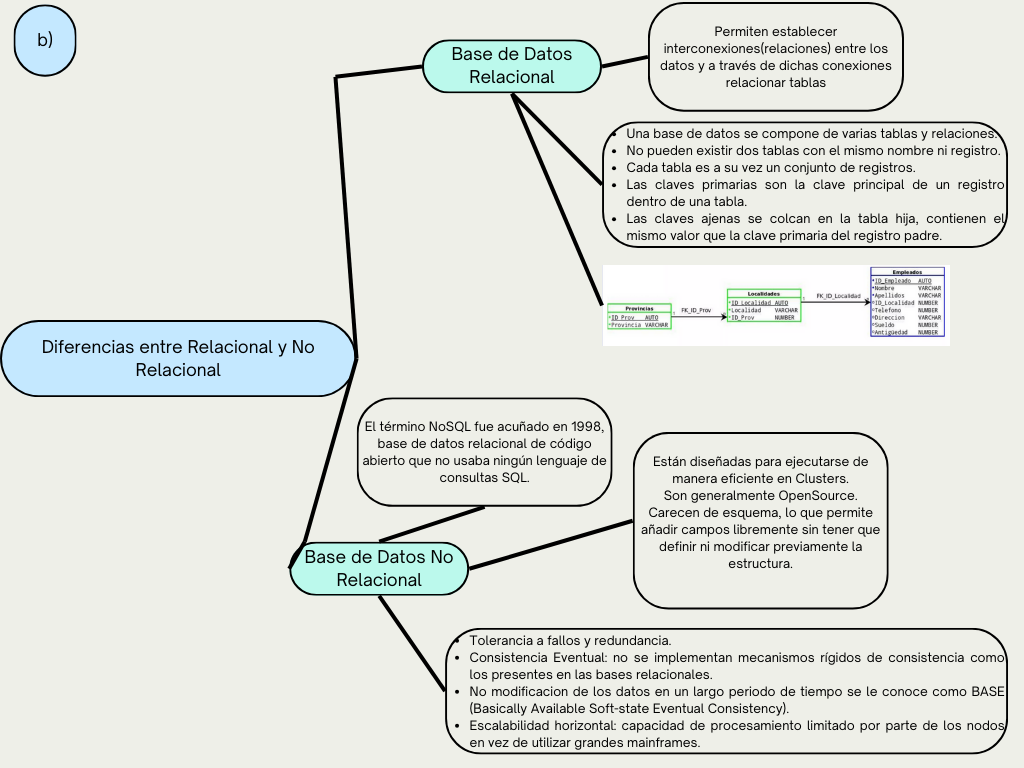 b)
Base de Datos
Relacional
Permiten establecer
interconexiones(relaciones) entre los
datos y a través de dichas conexiones
relacionar tablas
Una base de datos se compone de varias tablas y relaciones.
No pueden existir dos tablas con el mismo nombre ni registro.
Cada tabla es a su vez un conjunto de registros.
Las claves primarias son la clave principal de un registro
dentro de una tabla.
Las claves ajenas se colcan en la tabla hija, contienen el
mismo valor que la clave primaria del registro padre.
Provincias
*ID_Prov AUTO
*Provincia VARCHAR
FK_ID_Prov
Localidades
*ID_Localidad AUTO
*Localidad VARCHAR
*ID_Prov NUMBER
FK_ID_Localidad
Empleados
*ID_Empleado AUTO
*Nombre VARCHAR
*Apellidos VARCHAR
*ID_Localidad NUMBER
*Telefono NUMBER
*Direccion VARCHAR
*Sueldo NUMBER
*Antigüedad NUMBER
Diferencias entre Relacional y No
Relacional
El término NoSQL fue acuñado en 1998,
base de datos relacional de código
abierto que no usaba ningún lenguaje de
consultas SQL.
Están diseñadas para ejecutarse de
manera eficiente en Clusters.
Son generalmente OpenSource.
Carecen de esquema, lo que permite
añadir campos libremente sin tener que
definir ni modificar previamente la
estructura.
Base de Datos No
Relacional
Tolerancia a fallos y redundancia.
Consistencia Eventual: no se implementan mecanismos rígidos de consistencia como
los presentes en las bases relacionales.
No modificacion de los datos en un largo periodo de tiempo se le conoce como BASE
(Basically Available Soft-state Eventual Consistency).
Escalabilidad horizontal: capacidad de procesamiento limitado por parte de los nodos
en vez de utilizar grandes mainframes.